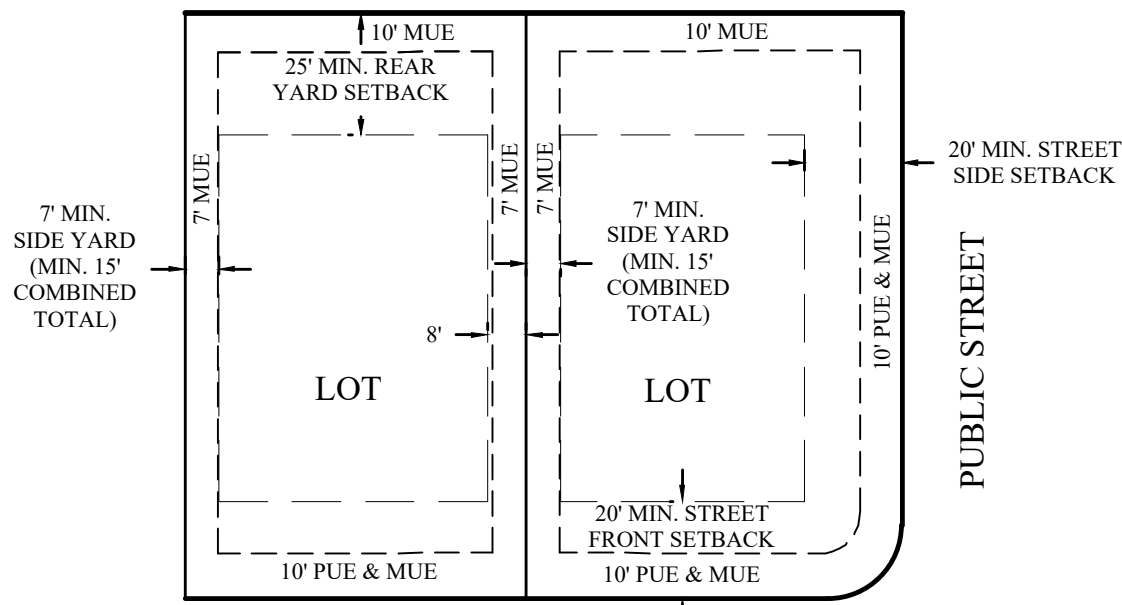 10' MUE
10' MUE
25' MIN. REAR
YARD SETBACK
20' MIN. STREET
SIDE SETBACK
7' MUE
7' MUE
7' MUE
7' MIN.
SIDE YARD
(MIN. 15'
COMBINED
TOTAL)
7' MIN.
SIDE YARD
(MIN. 15'
COMBINED
TOTAL)
10' PUE & MUE
PUBLIC STREET
8'
LOT
LOT
20' MIN. STREET
FRONT SETBACK
10' PUE & MUE
10' PUE & MUE